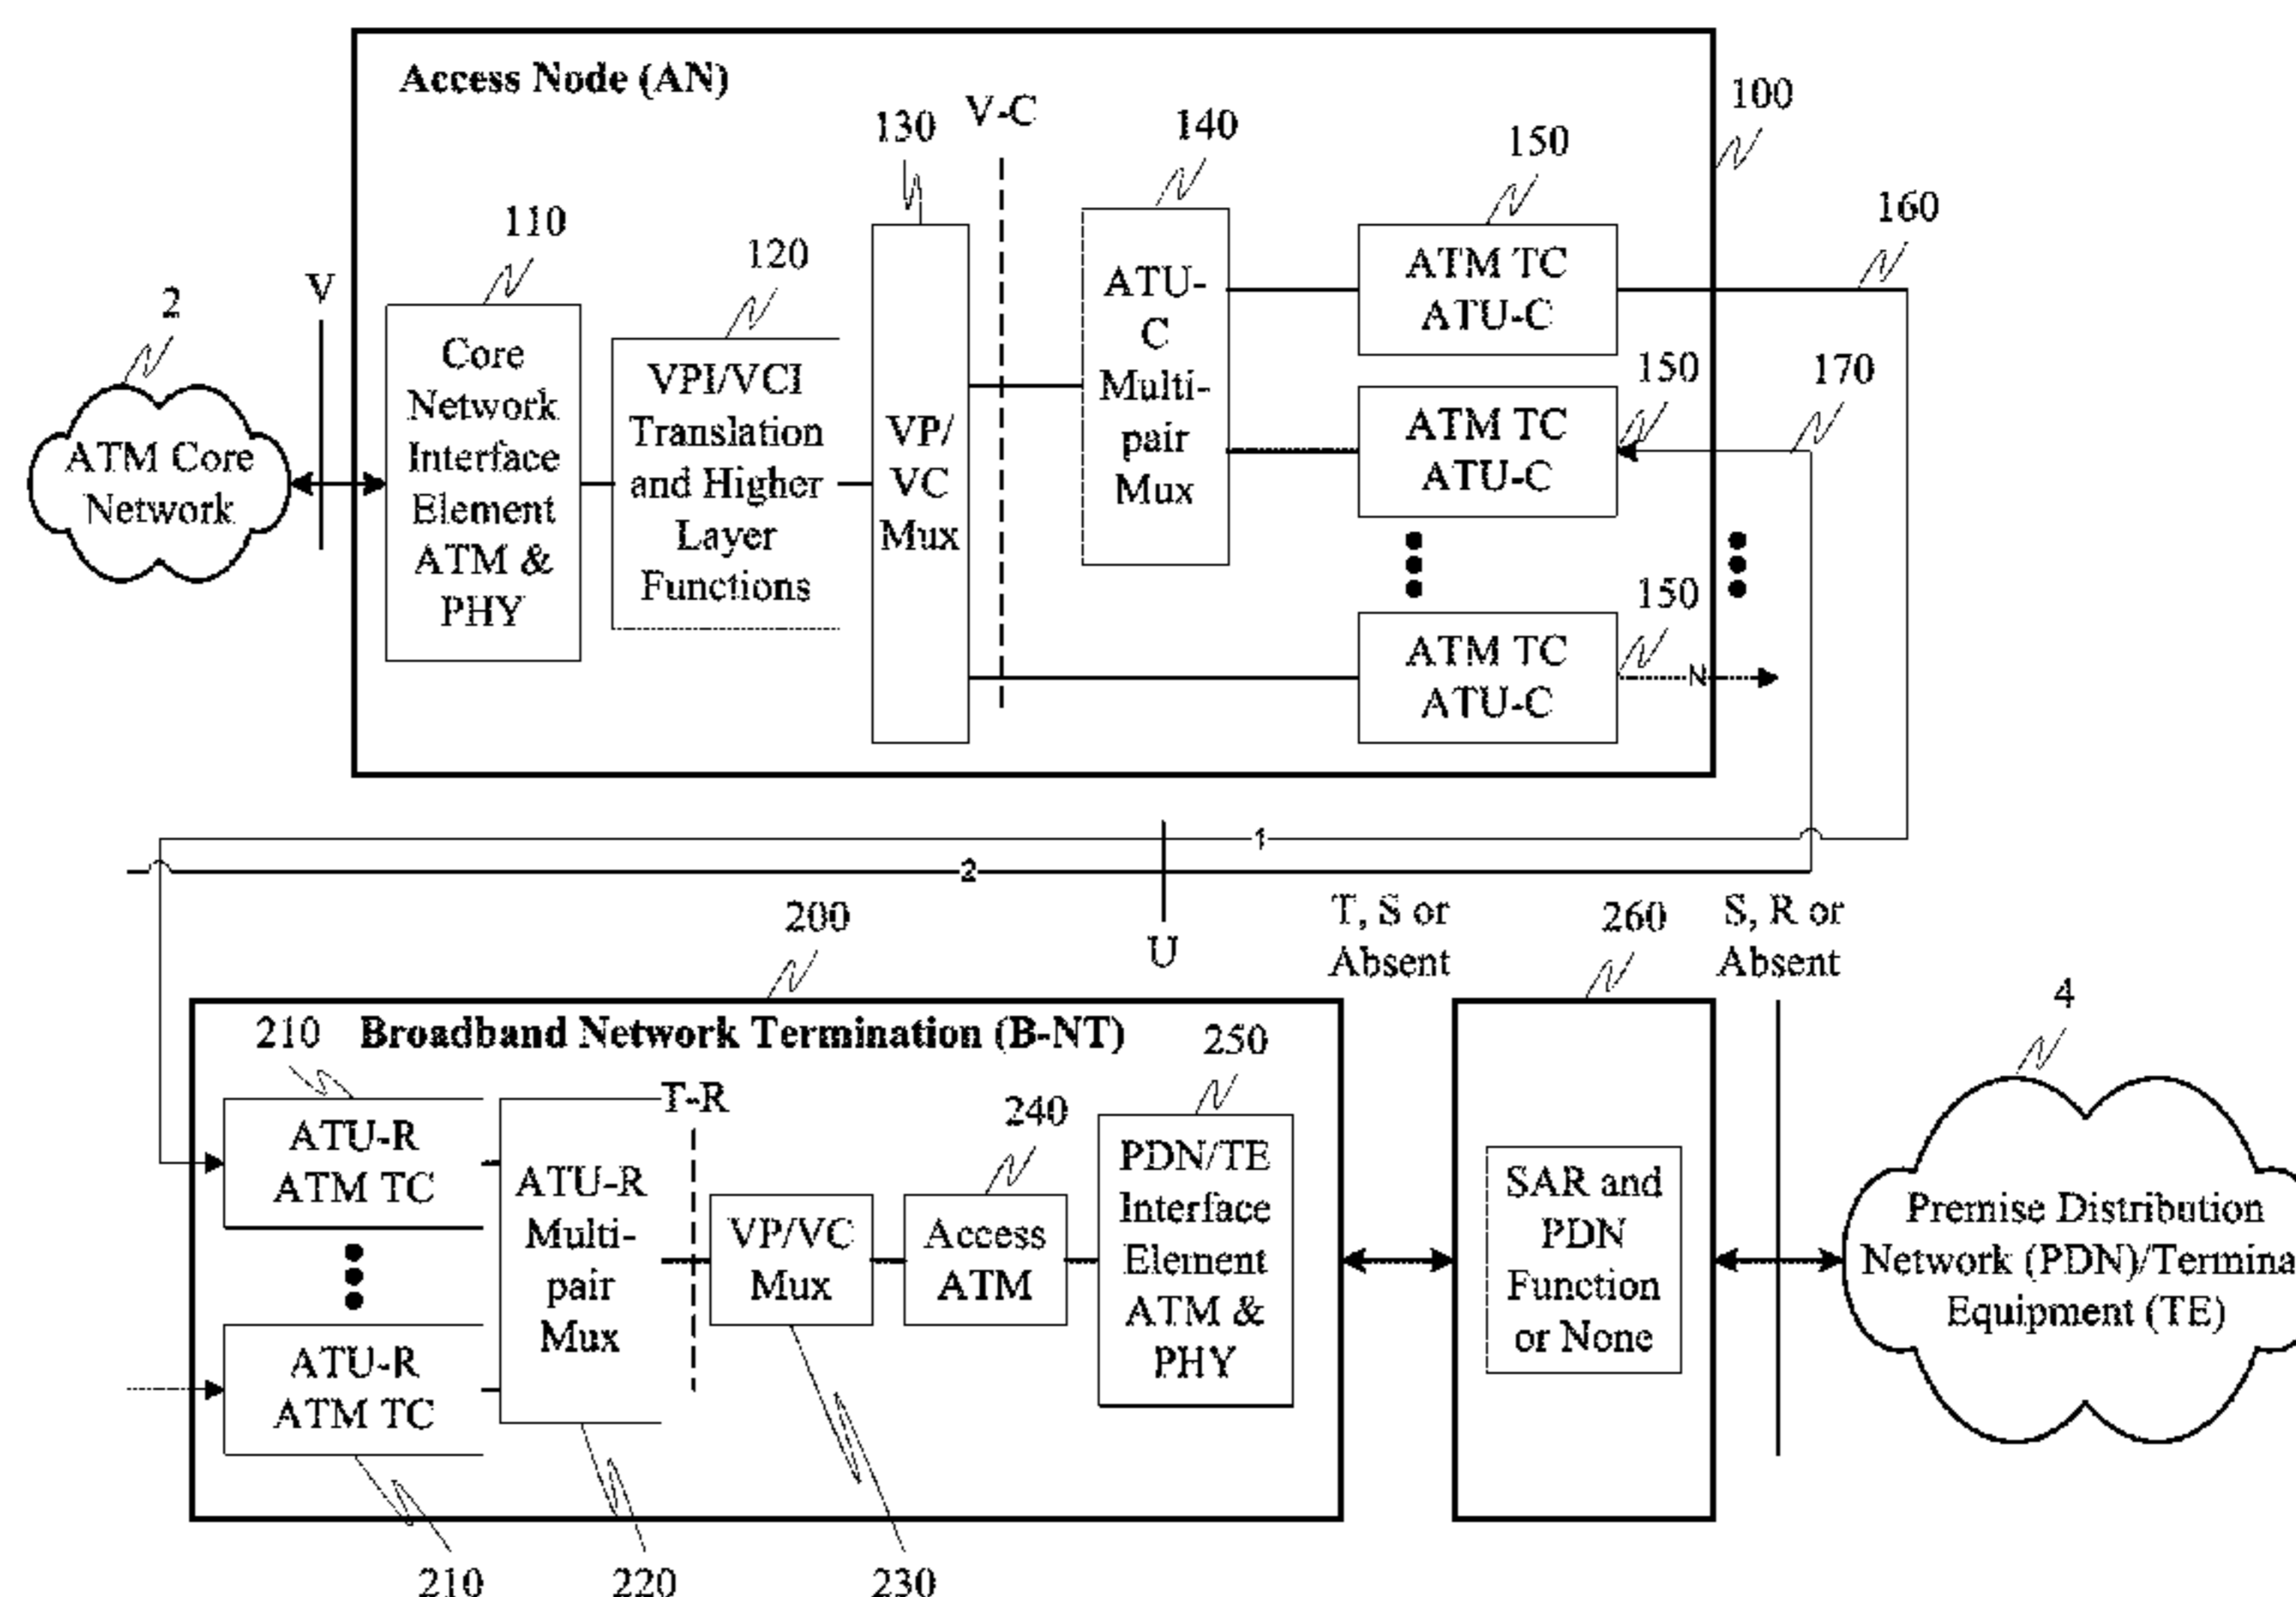 Access Node (AN)
100
130
V-C
140
150
160
110
120
2
V
Core
Network
Interface
Element
ATM &
PHY
VPI/VCI
Translation
and Higher
Layer
Functions
VP/
VC
Mux
ATU-
C
Multi-
pair
Mux
ATM TC
ATU-C
150
170
ATM TC
ATU-C
150
ATM TC
ATU-C
N
ATM Core
Network
1
2
U
200
T, S or
Absent
260
S, R or
Absent
4
210
Broadband Network Termination (B-NT)
250
T-R
240
ATU-R
ATM TC
ATU-R
Multi-
pair
Mux
VP/VC
Mux
Access
ATM
PDN/TE
Interface
Element
ATM &
PHY
SAR and
PDN
Function
or None
Premise Distribution
Network (PDN)/Termina
Equipment (TE)
ATU-R
ATM TC
210
220
230